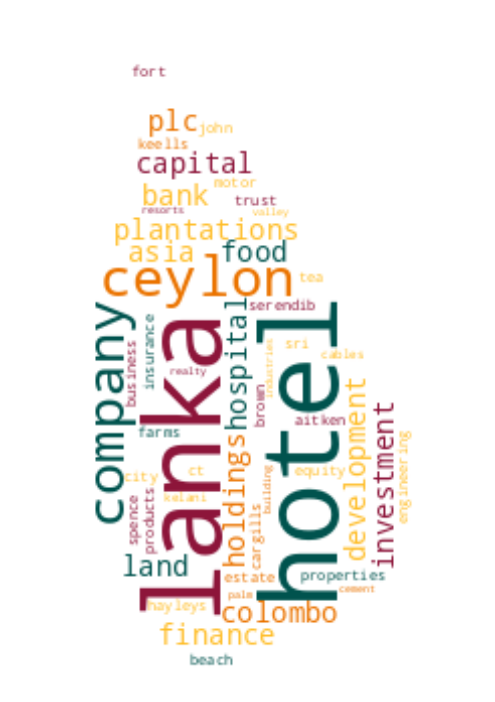 fort
plc
john
keells
capital
motor
bank
trust
resorts
valley
plantations
asia
food
ceylon
tea
serendib
company
lanka
hotel
hospital
insurance
business
industries
sri
cables
realty
brown
aitken
farms
development
investment
engineering
holdings
city
ct
equity
building
kelani
spence
products
cargills
land
estate
properties
palm
cement
hayleys
colombo
finance
beach